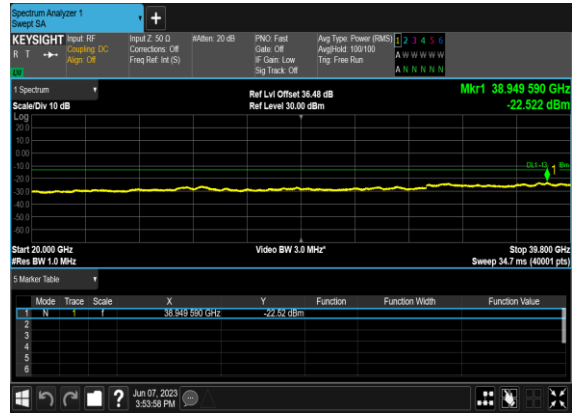 Spectrum Analyzer 1
Swept SA
KEYSIGHT Input: RF Input Z: 50 Ω #Atten: 20 dB PNO: Fast Avg Type: Power (RMS) 1 2 3 4 5 6
R T Coupling: DC Corrections: Off Gate: Off Avg|Hold: 100/100 A W W W W W
Align: Off Freq Ref: Int (S) IF Gain: Low Trig: Free Run
LW Sig Track: Off A N N N N N
1 Spectrum Ref Lvl Offset 36.48 dB Mkr1 38.949 590 GHz
Scale/Div 10 dB Ref Level 30.00 dBm -22.522 dBm
Log
20.0
10.0
0.00
-10.0 DL1 -13 1
-20.0
-30.0
-40.0
-50.0
-60.0
Start 20.000 GHz Video BW 3.0 MHz* Stop 39.800 GHz
#Res BW 1.0 MHz Sweep 34.7 ms (40001 pts)
5 Marker Table
Mode Trace Scale X Y Function Function Width Function Value
1 N 1 f 38.949 590 GHz -22.52 dBm
2
3
4
5
6
? Jun 07, 2023
3:53:58 PM